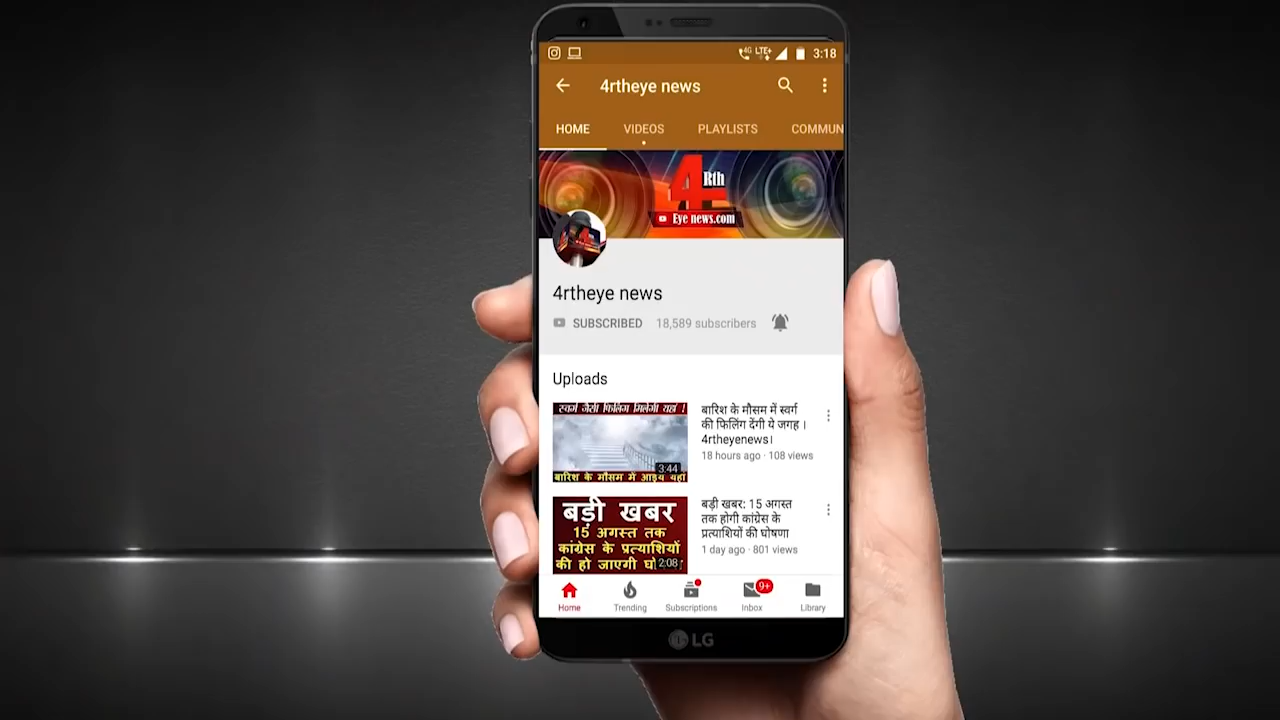 4G LTE+ 3:18
4rtheye news
HOME VIDEOS PLAYLISTS COMMUN
4Rth
Eye news.com
4rtheye news
SUBSCRIBED 18,589 subscribers
Uploads
स्वर्ग जैसी फिलिंग मिलेगी यहां !
3:44
बारिश के मौसम में आइय यहाँ
बारिश के मौसम में स्वर्ग
की फिलिंग देंगी ये जगह ।
4rtheyenews।
18 hours ago · 108 views
बड़ी खबर
15 अगस्त तक
कांग्रेस के प्रत्याशियों
की हो जाएगी घो
2:08
बड़ी खबर: 15 अगस्त
तक होगी कांग्रेस के
प्रत्याशियों की घोषणा
1 day ago · 801 views
9+
Home Trending Subscriptions Inbox Library
LG